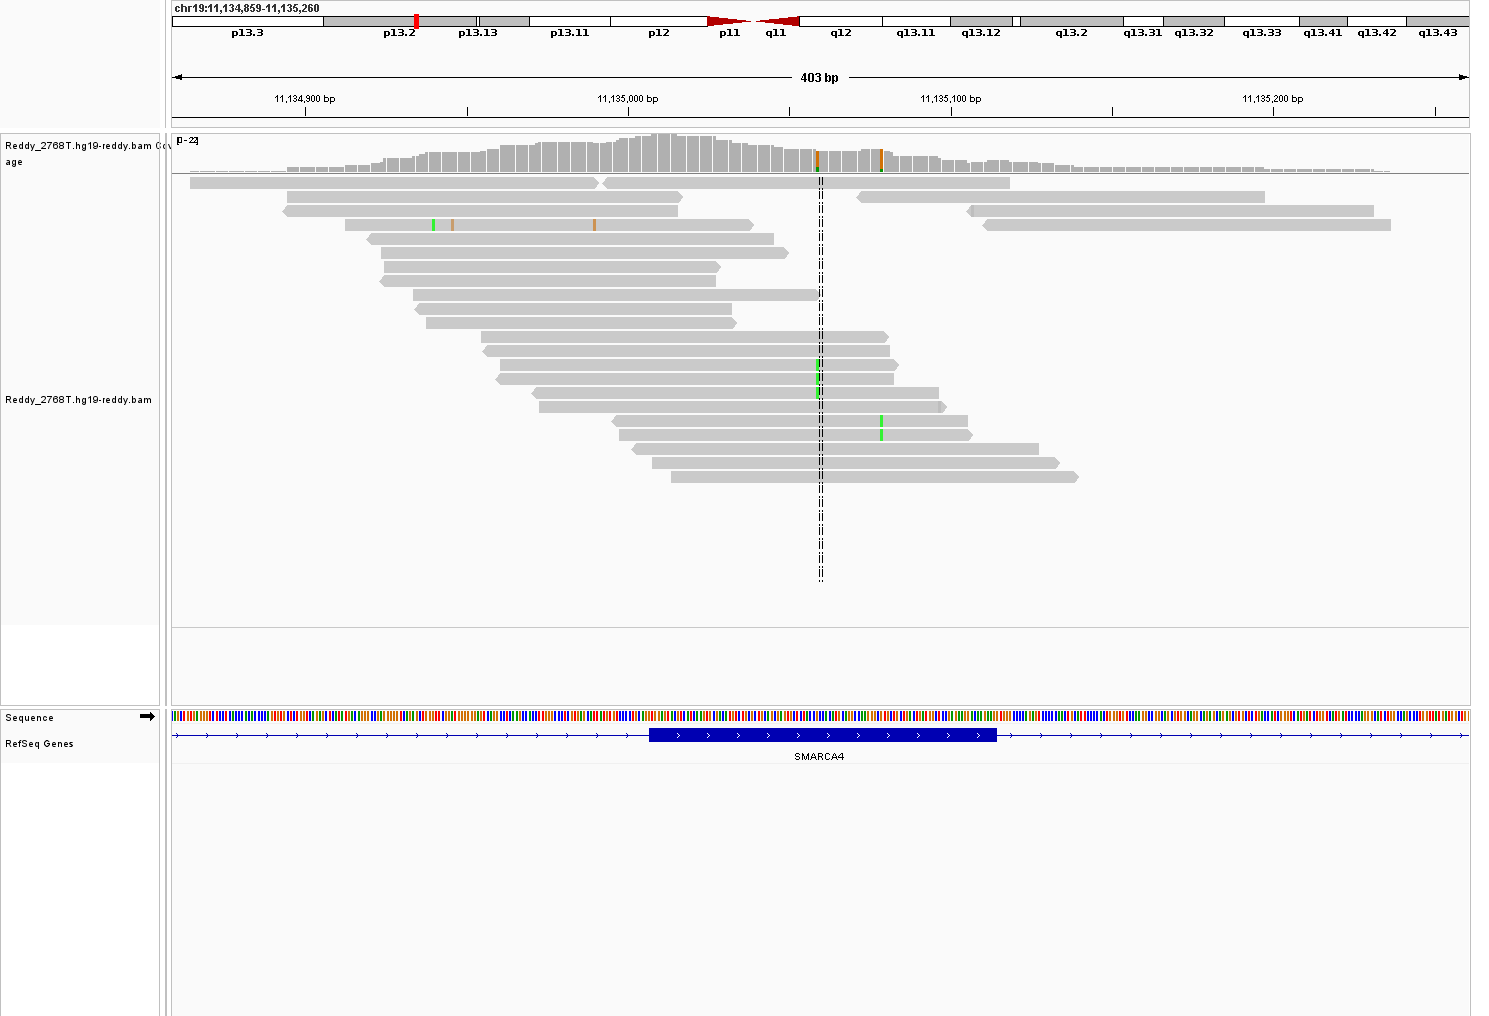 chr19:11,134,859-11,135,260
p13.3 p13.2 p13.13 p13.11 p12 p11 q11 q12 q13.11 q13.12 q13.2 q13.31 q13.32 q13.33 q13.41 q13.42 q13.43
403 bp
11,134,900 bp 11,135,000 bp 11,135,100 bp 11,135,200 bp
Reddy_2768T.hg19-reddy.bam Cov
age
[0-22]
Reddy_2768T.hg19-reddy.bam
Sequence
RefSeq Genes
SMARCA4